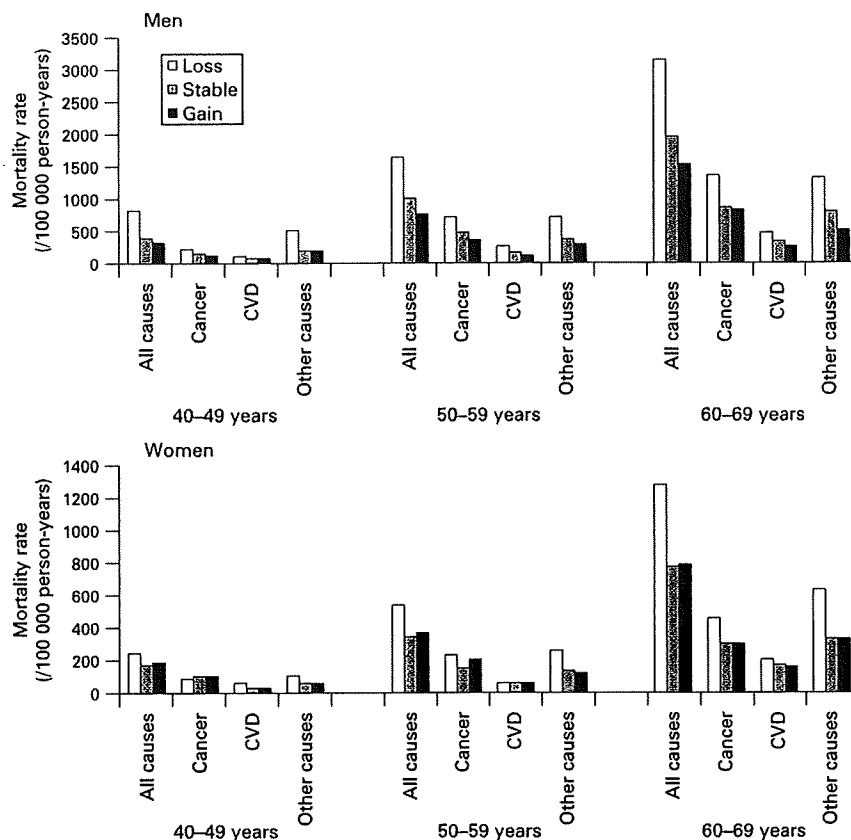 Men
Mortality rate
(/100 000 person-years)
3500
3000
2500
2000
1500
1000
500
0
Loss
Stable
Gain
All causes
Cancer
CVD
Other causes
All causes
Cancer
CVD
Other causes
All causes
Cancer
CVD
Other causes
40–49 years
50–59 years
60–69 years
Women
Mortality rate
(/100 000 person-years)
1400
1200
1000
800
600
400
200
0
All causes
Cancer
CVD
Other causes
All causes
Cancer
CVD
Other causes
All causes
Cancer
CVD
Other causes
40–49 years
50–59 years
60–69 years